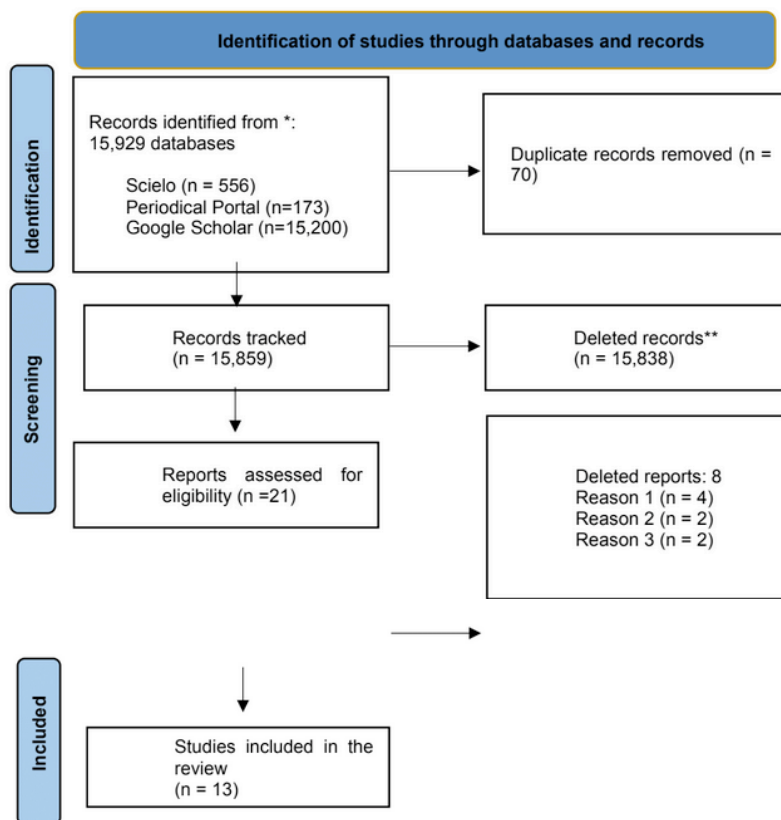 Identification of studies through databases and records
Identification
Records identified from *:
15,929 databases
Scielo (n = 556)
Periodical Portal (n=173)
Google Scholar (n=15,200)
Duplicate records removed (n =
70)
Screening
Records tracked
(n = 15,859)
Deleted records**
(n = 15,838)
Reports assessed for
eligibility (n =21)
Deleted reports: 8
Reason 1 (n = 4)
Reason 2 (n = 2)
Reason 3 (n = 2)
Included
Studies included in the
review
(n = 13)